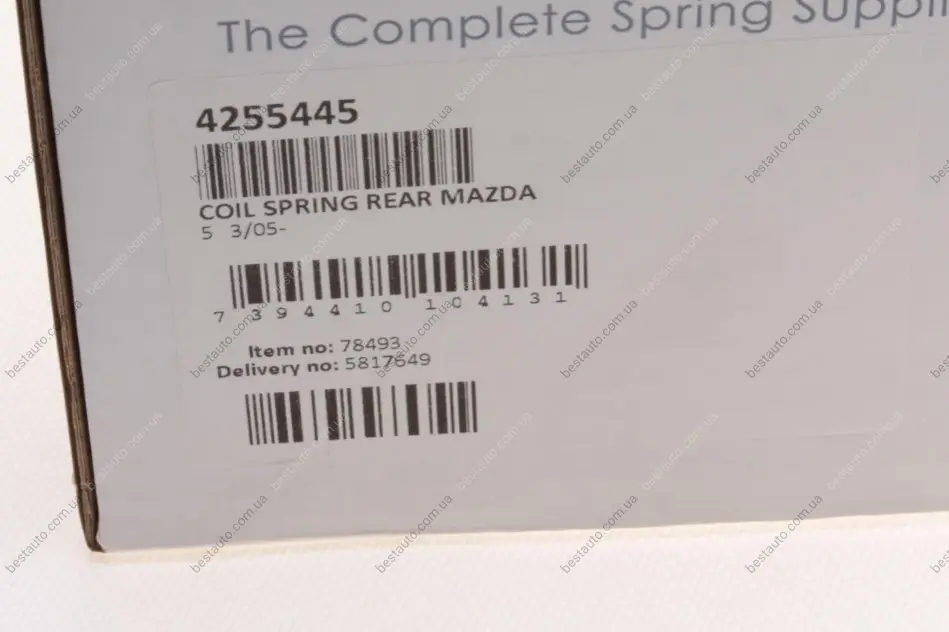 The Complete Spring Suppli
4255445
COIL SPRING REAR MAZDA
5 3/05-
7 394410 104131
Item no: 78493
Delivery no: 5817649
bestauto.com.ua